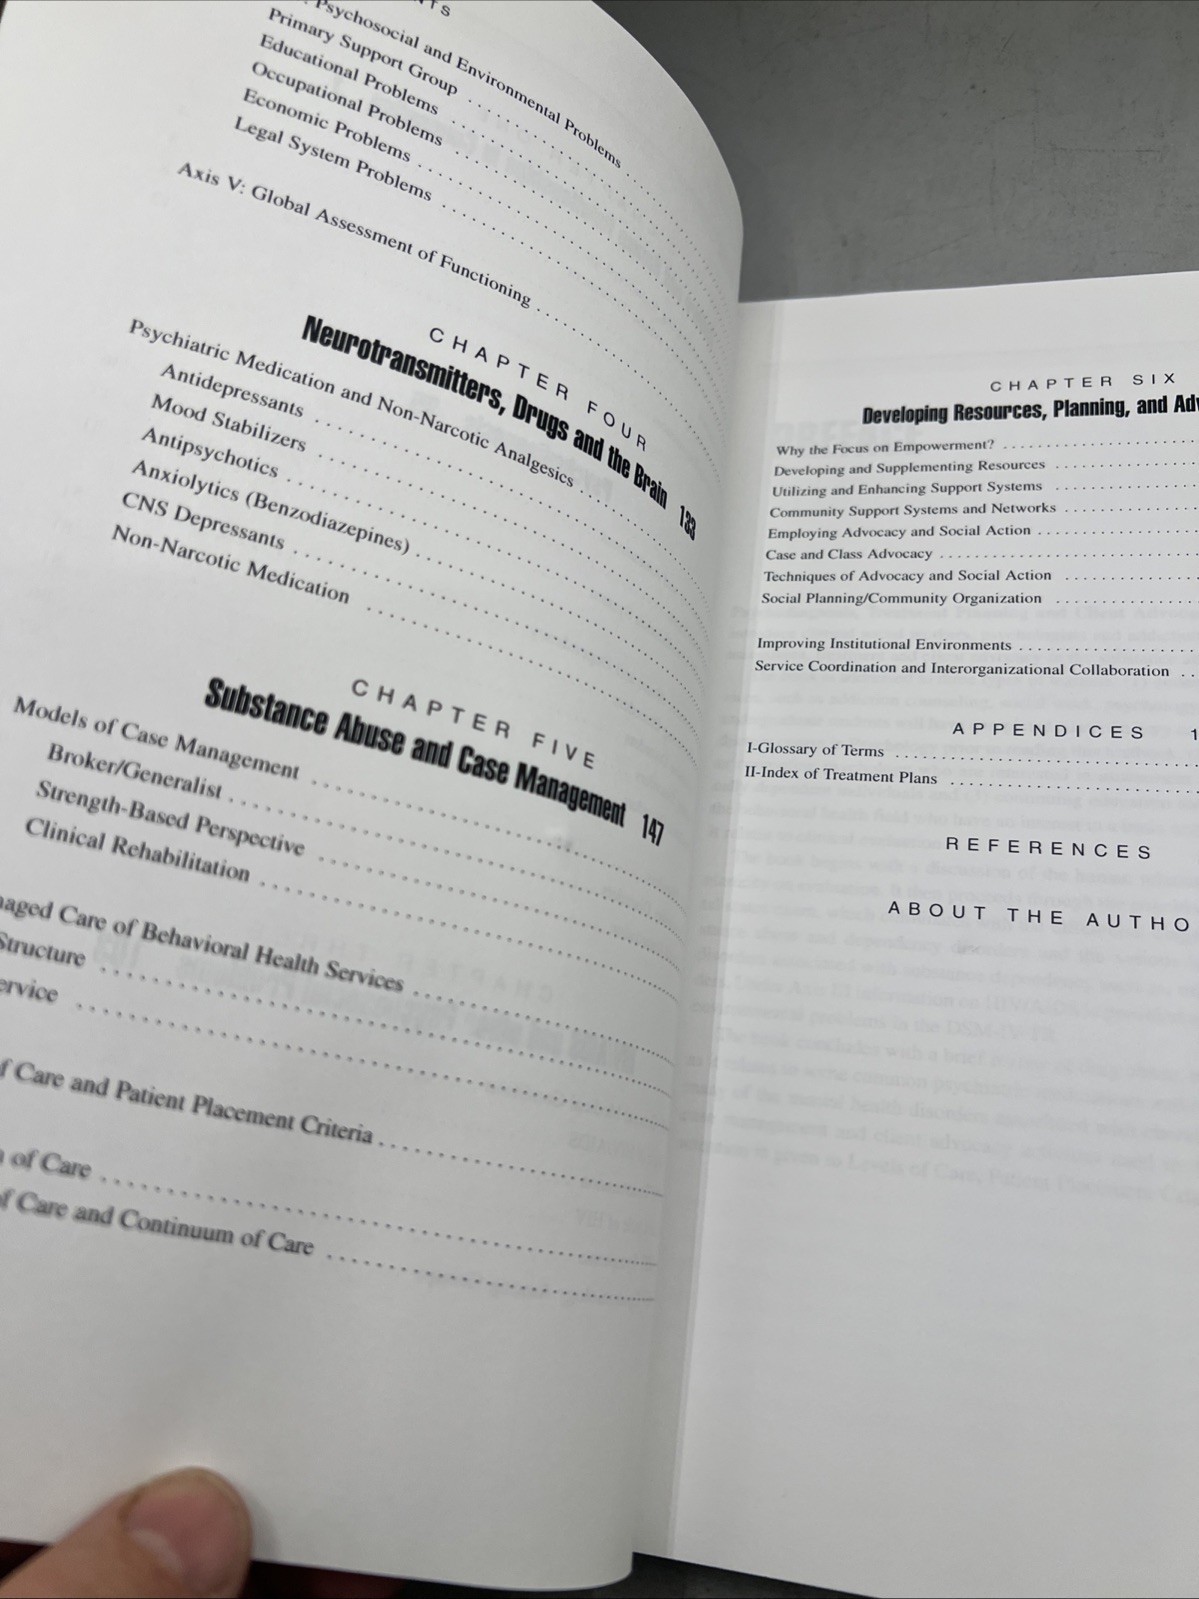 Psychosocial and Environmental Problems
Primary Support Group
Educational Problems
Occupational Problems
Economic Problems
Legal System Problems
Axis V: Global Assessment of Functioning
CHAPTER FOUR
Neurotransmitters, Drugs and the Brain 133
Psychiatric Medication and Non-Narcotic Analgesics
Antidepressants
Mood Stabilizers
Antipsychotics
Anxiolytics (Benzodiazepines)
CNS Depressants
Non-Narcotic Medication
CHAPTER FIVE
Substance Abuse and Case Management 147
Models of Case Management
Broker/Generalist
Strength-Based Perspective
Clinical Rehabilitation
Care of Behavioral Health Services
Structure
Care and Patient Placement Criteria
of Care
Care and Continuum of Care
CHAPTER SIX
Developing Resources, Planning, and
Why the Focus on Empowerment?
Developing and Supplementing Resources
Utilizing and Enhancing Support Systems
Community Support Systems and Networks
Employing Advocacy and Social Action
Case and Class Advocacy
Techniques of Advocacy and Social Action
Social Planning/Community Organization
Improving Institutional Environments
Service Coordination and Interorganizational Collaboration
APPENDICES
I-Glossary of Terms
II-Index of Treatment Plans
REFERENCES
ABOUT THE